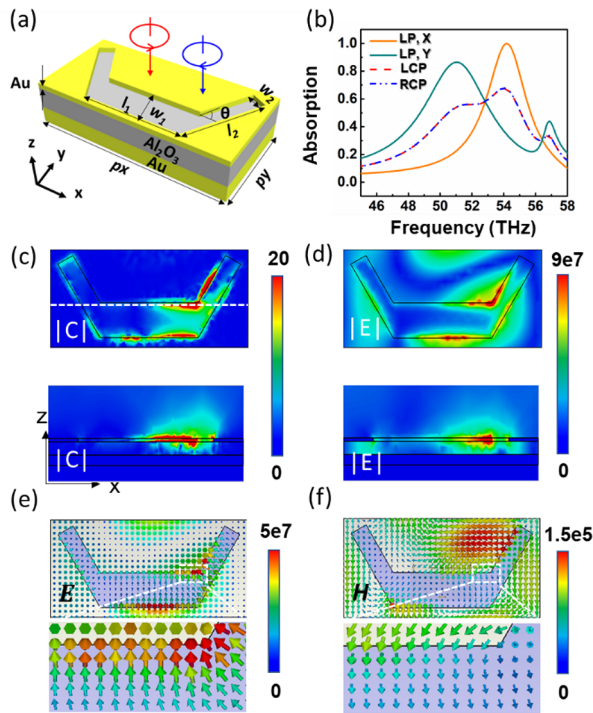 (a)
Au
l1
w1
w2
θ
l2
Al2O3
Au
px
py
z
y
x
(b)
Absorption
1.0
0.8
0.6
0.4
0.2
0.0
LP, X
LP, Y
LCP
RCP
46 48 50 52 54 56 58
Frequency (THz)
(c)
|C|
20
0
|C|
z
x
(d)
|E|
9e7
0
|E|
(e)
E
5e7
0
(f)
H
1.5e5
0